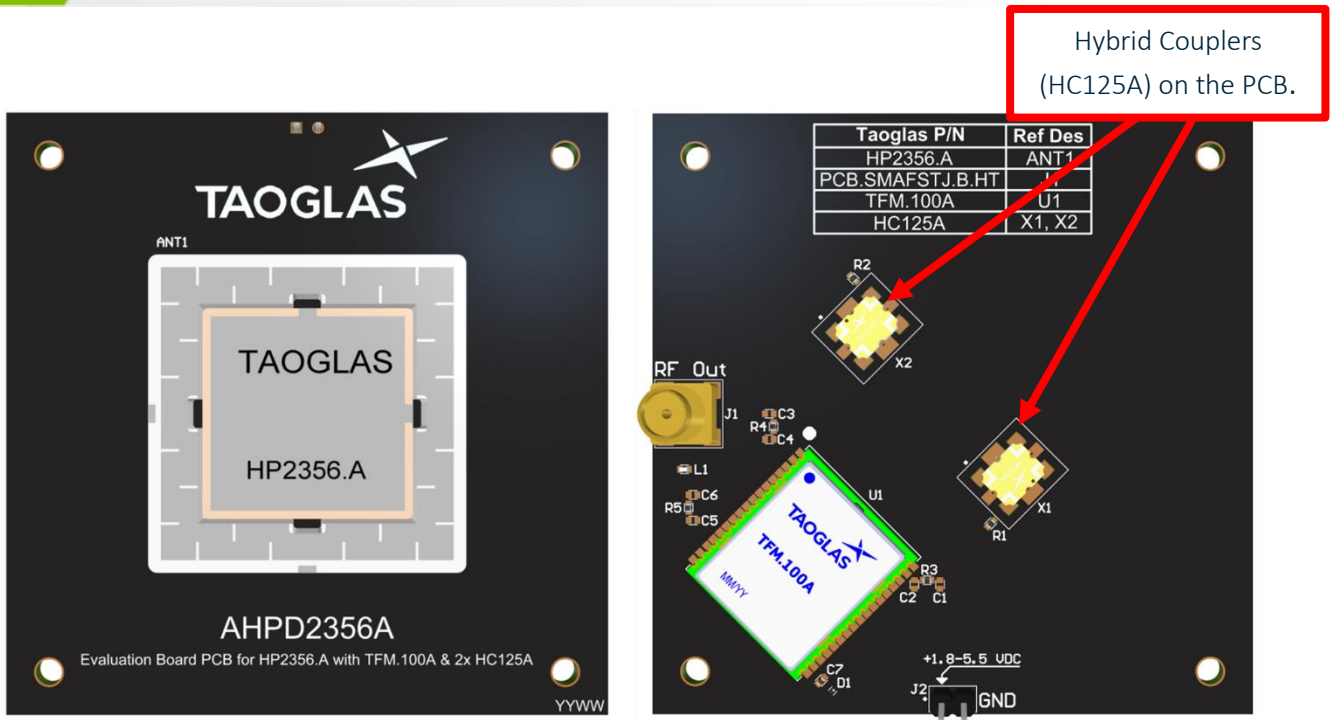 Hybrid Couplers
(HC125A) on the PCB.
TAOGLAS
ANT1
TAOGLAS
HP2356.A
AHPD2356A
Evaluation Board PCB for HP2356.A with TFM.100A & 2x HC125A
YYWW
Taoglas P/N Ref Des
HP2356.A ANT1
PCB.SMAFSTJ.B.HT
TFM.100A U1
HC125A X1, X2
R2
X2
RF Out
J1
C3
R4
C4
L1
C6
R5
C5
U1
TAOGLAS
TFM.100A
MM/YY
X1
R1
R3
C2 C1
C7
D1
+1.8-5.5 VDC
J2
GND